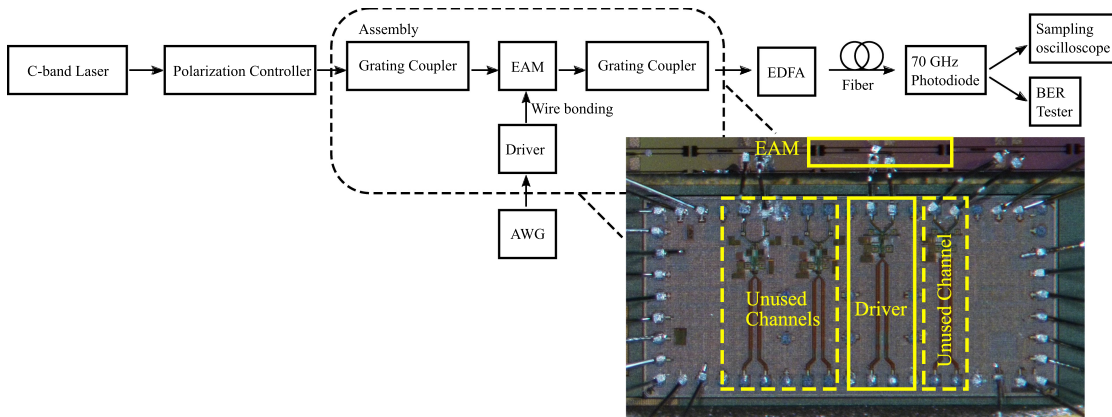 Assembly
C-band Laser
Polarization Controller
Grating Coupler
EAM
Grating Coupler
EDFA
Fiber
70 GHz
Photodiode
Sampling
oscilloscope
BER
Tester
Wire bonding
Driver
AWG
EAM
Unused
Channels
Driver
Unused Channel